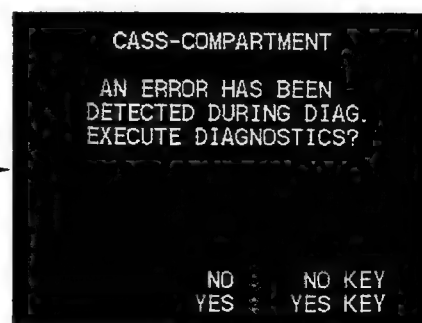 CASS-COMPARTMENT
AN ERROR HAS BEEN
DETECTED DURING DIAG.
EXECUTE DIAGNOSTICS?
NO : NO KEY
YES : YES KEY